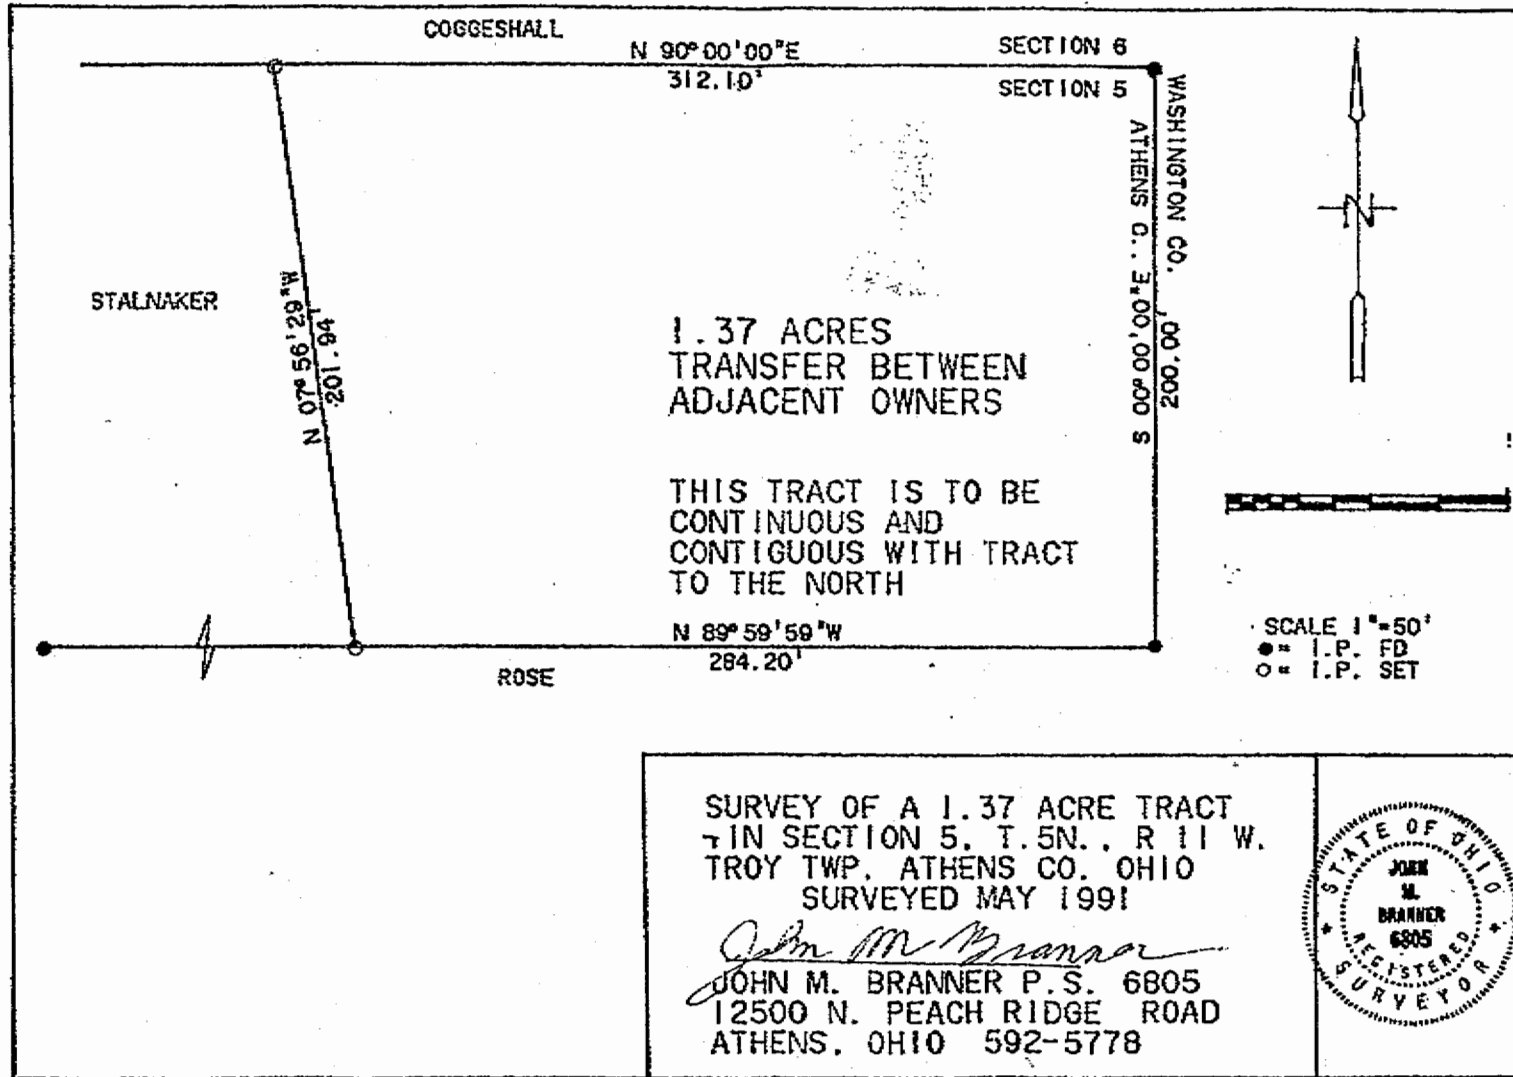 COGGESHALL
N 90°00'00"E
312.10'
SECTION 6
SECTION 5
WASHINGTON CO.
ATHENS CO.
S 00°00'00"E
200.00'
STALNAKER
N 07°56'29"W
201.94'
1.37 ACRES
TRANSFER BETWEEN
ADJACENT OWNERS
THIS TRACT IS TO BE
CONTINUOUS AND
CONTIGUOUS WITH TRACT
TO THE NORTH
N 89°59'59"W
284.20'
ROSE
N
SCALE 1"=50'
●= I.P. FD
○= I.P. SET
SURVEY OF A 1.37 ACRE TRACT
IN SECTION 5. T.5N., R 11 W.
TROY TWP. ATHENS CO. OHIO
SURVEYED MAY 1991
John M Branner
JOHN M. BRANNER P.S. 6805
12500 N. PEACH RIDGE ROAD
ATHENS. OHIO 592-5778
STATE OF OHIO
JOHN
M.
BRANNER
6805
REGISTERED
SURVEYOR